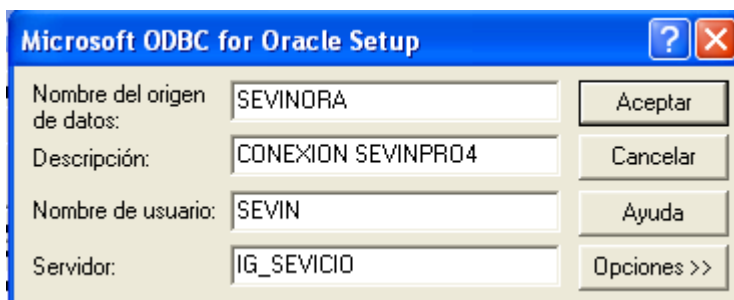 Microsoft ODBC for Oracle Setup
Nombre del origen
de datos:
SEVINORA
Aceptar
Descripción:
CONEXION SEVINPRO4
Cancelar
Nombre de usuario:
SEVIN
Ayuda
Servidor:
IG_SEVICIO
Opciones >>